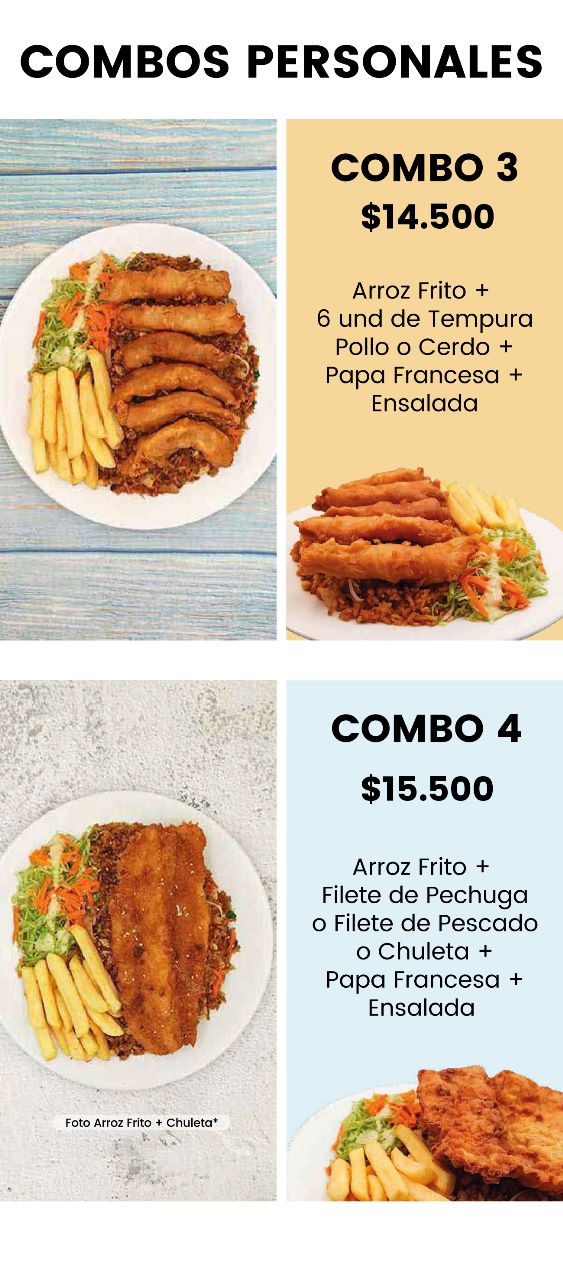 COMBOS PERSONALES
COMBO 3
$14.500
Arroz Frito +
6 und de Tempura
Pollo o Cerdo +
Papa Francesa +
Ensalada
COMBO 4
$15.500
Arroz Frito +
Filete de Pechuga
o Filete de Pescado
o Chuleta +
Papa Francesa +
Ensalada
Foto Arroz Frito + Chuleta*